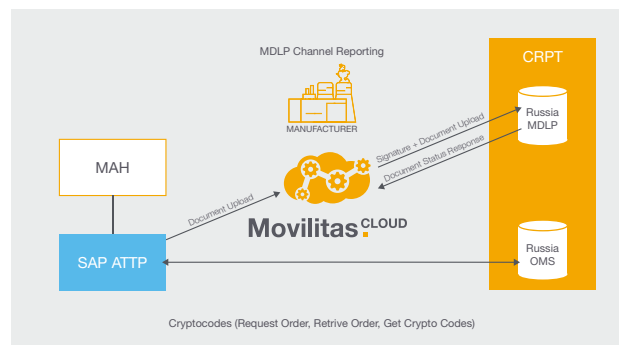 MDLP Channel Reporting
CRPT
MANUFACTURER
Russia
MDLP
Signature + Document Upload
Document Status Response
MAH
Document Upload
Movilitas.CLOUD
SAP ATTP
Russia
OMS
Cryptocodes (Request Order, Retrive Order, Get Crypto Codes)